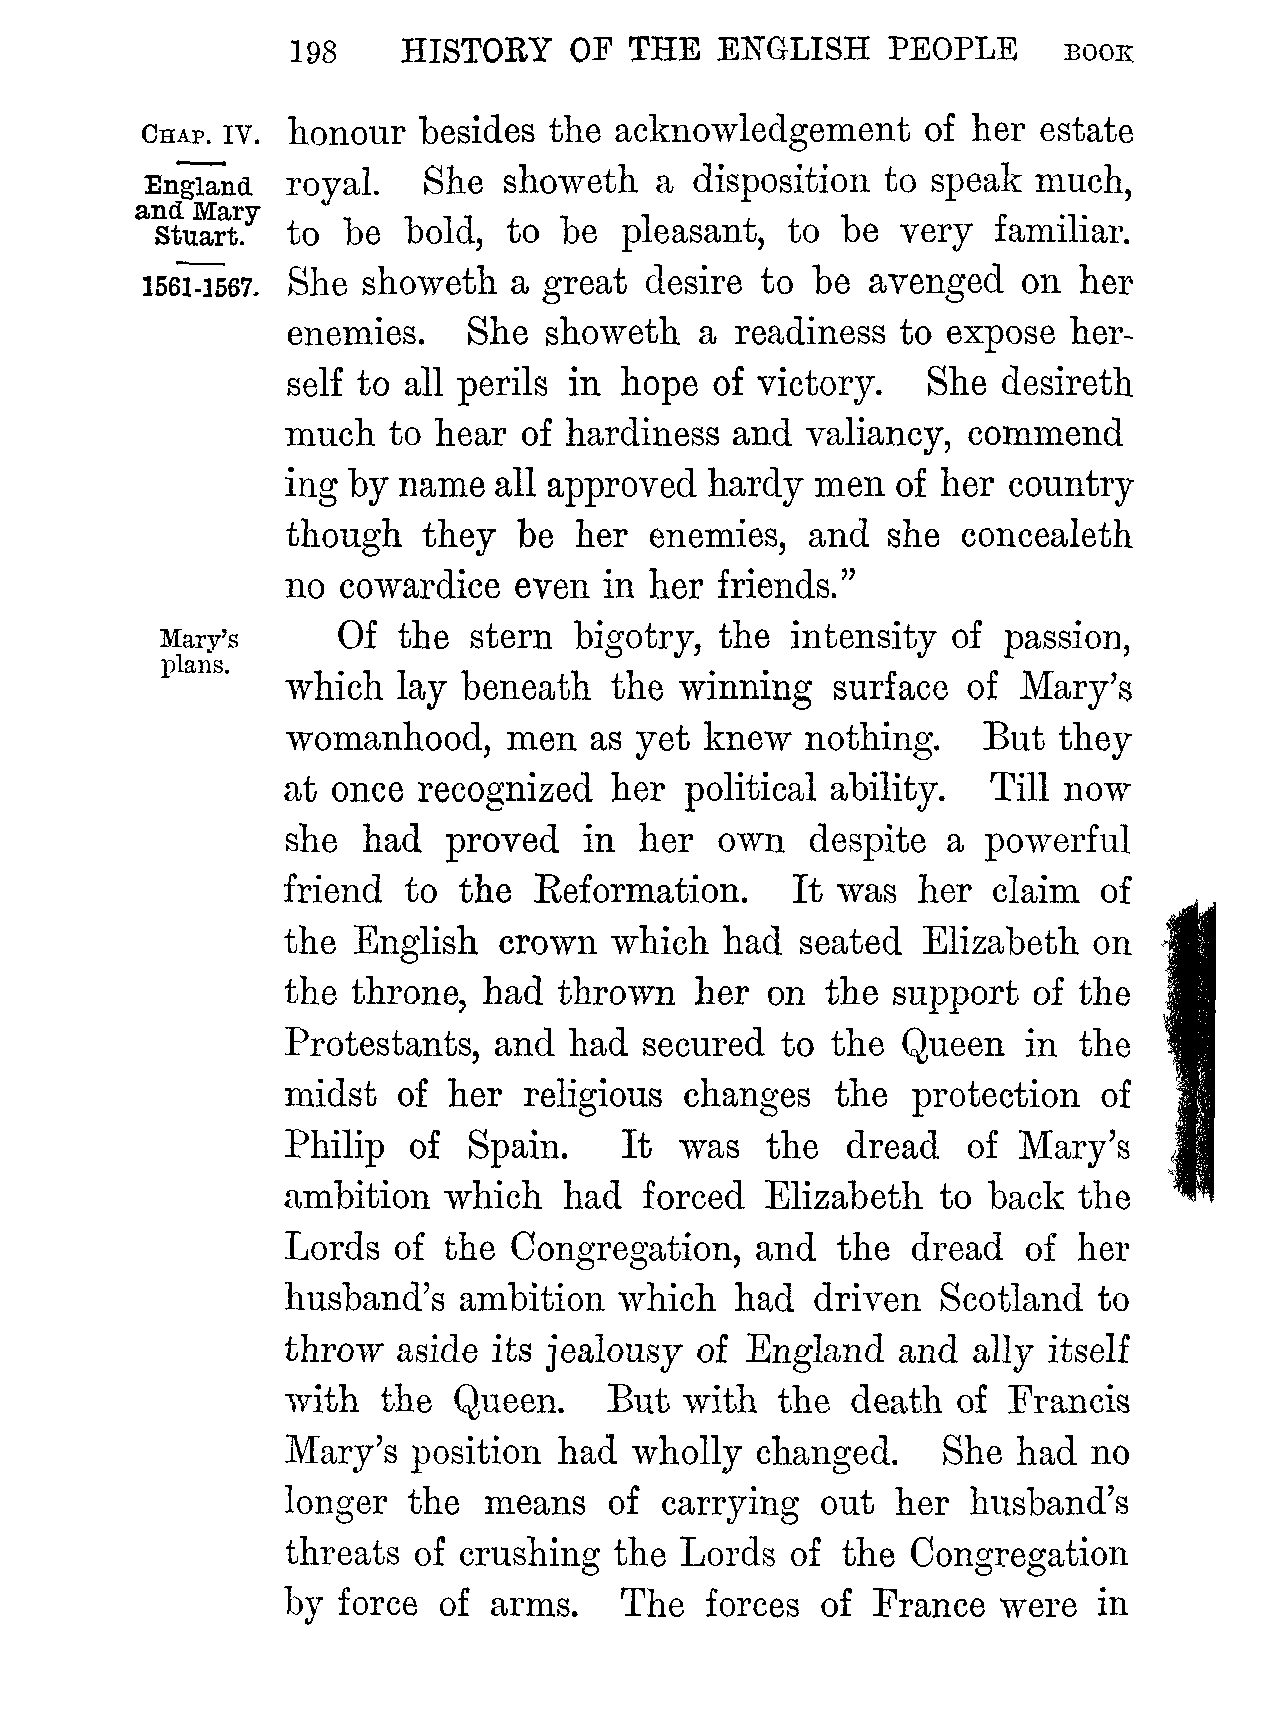 198 HISTORY OF THE ENGLISH PEOPLE BOOK
CHAP. IV.
England
and Mary
Stuart.
1561-1567.
honour besides the acknowledgement of her estate
royal. She showeth a disposition to speak much,
to be bold, to be pleasant, to be very familiar.
She showeth a great desire to be avenged on her
enemies. She showeth a readiness to expose her-
self to all perils in hope of victory. She desireth
much to hear of hardiness and valiancy, commend
ing by name all approved hardy men of her country
though they be her enemies, and she concealeth
no cowardice even in her friends.”
Mary’s
plans.
Of the stern bigotry, the intensity of passion,
which lay beneath the winning surface of Mary’s
womanhood, men as yet knew nothing. But they
at once recognized her political ability. Till now
she had proved in her own despite a powerful
friend to the Reformation. It was her claim of
the English crown which had seated Elizabeth on
the throne, had thrown her on the support of the
Protestants, and had secured to the Queen in the
midst of her religious changes the protection of
Philip of Spain. It was the dread of Mary’s
ambition which had forced Elizabeth to back the
Lords of the Congregation, and the dread of her
husband’s ambition which had driven Scotland to
throw aside its jealousy of England and ally itself
with the Queen. But with the death of Francis
Mary’s position had wholly changed. She had no
longer the means of carrying out her husband’s
threats of crushing the Lords of the Congregation
by force of arms. The forces of France were in